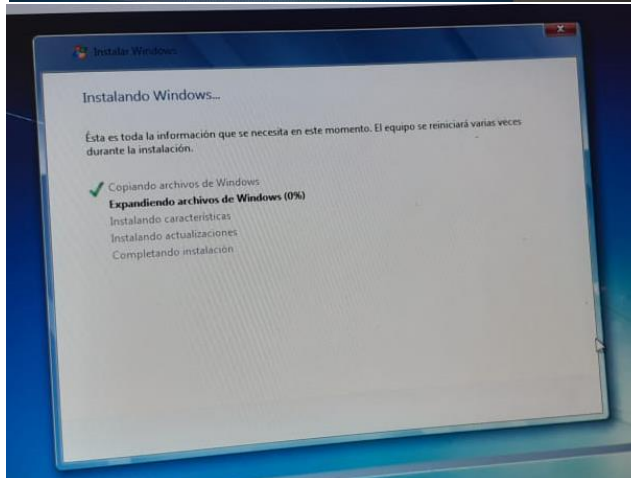 Instalar Windows
Instalando Windows...
Ésta es toda la información que se necesita en este momento. El equipo se reiniciará varias veces
durante la instalación.
Copiando archivos de Windows
Expandiendo archivos de Windows (0%)
Instalando características
Instalando actualizaciones
Completando instalación